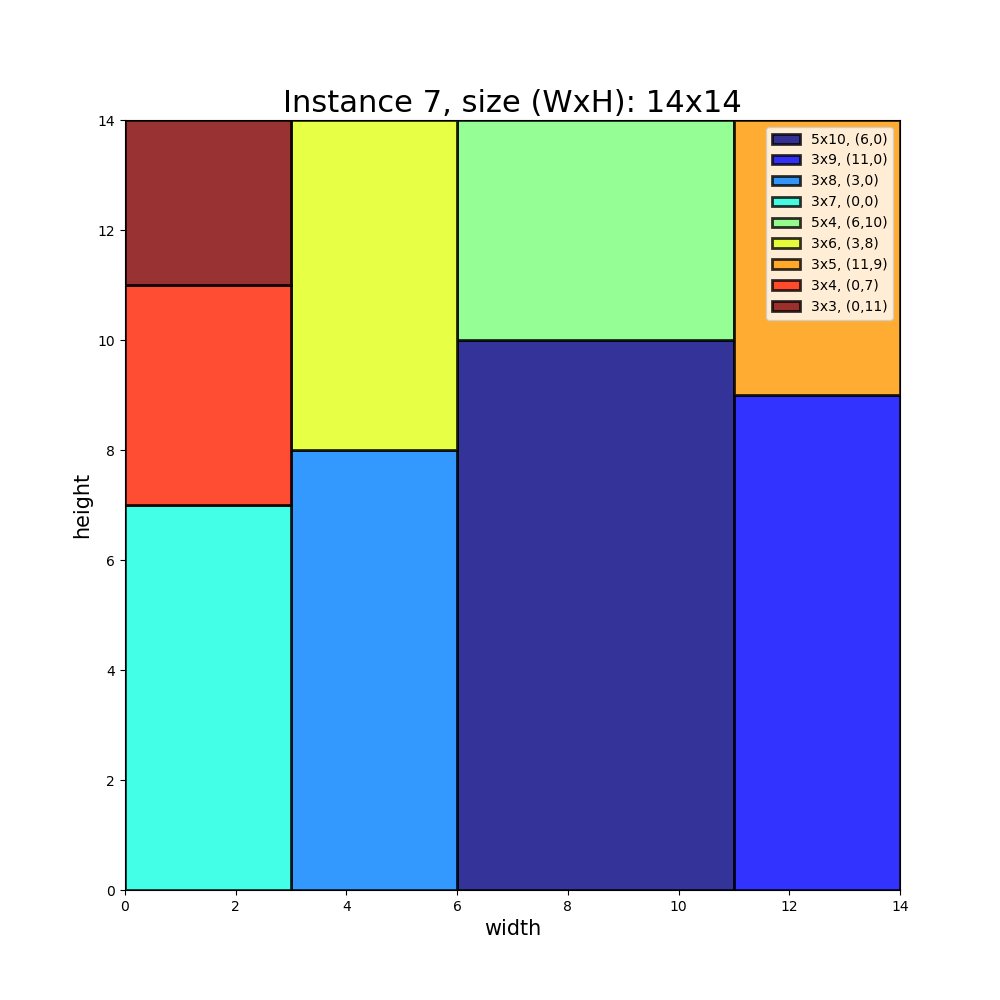 Instance 7, size (WxH): 14x14
14
12
10
8
6
4
2
0
height
5x10, (6,0)
3x9, (11,0)
3x8, (3,0)
3x7, (0,0)
5x4, (6,10)
3x6, (3,8)
3x5, (11,9)
3x4, (0,7)
3x3, (0,11)
0 2 4 6 8 10 12 14
width